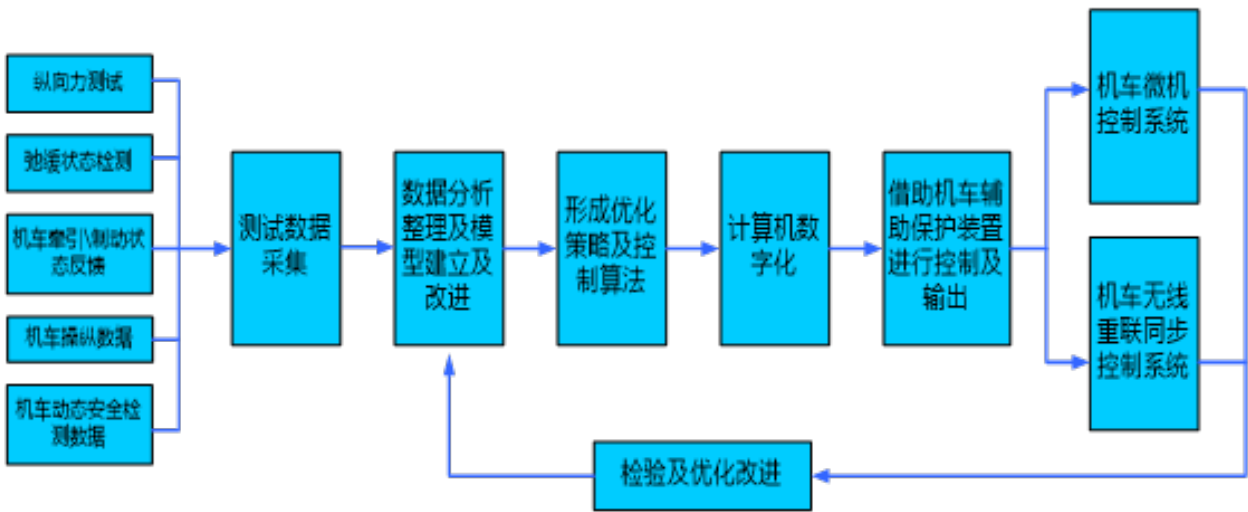 纵向力测试
弛缓状态检测
机车牵引\制动状
态反馈
机车操纵数据
机车动态安全检
测数据
测试数据
采集
数据分析
整理及模
型建立及
改进
形成优化
策略及控
制算法
计算机数
字化
借助机车辅
助保护装置
进行控制及
输出
机车微机
控制系统
机车无线
重联同步
控制系统
检验及优化改进